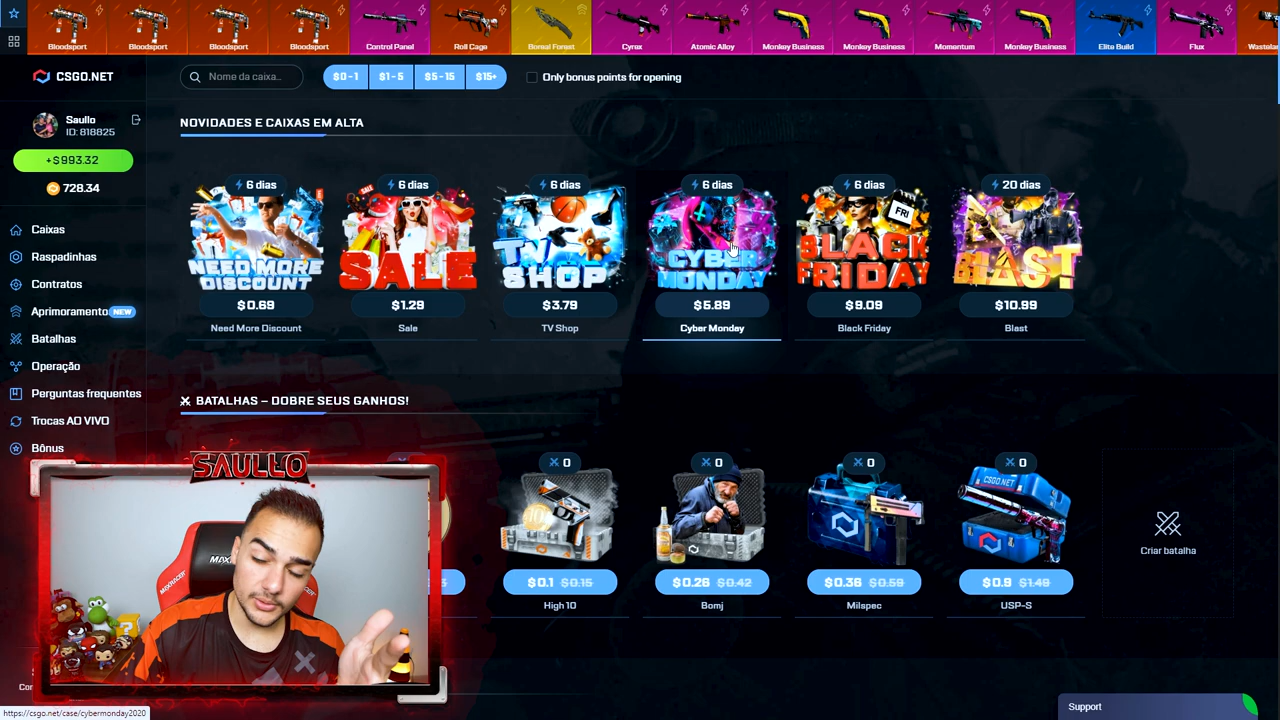 Bloodsport
Bloodsport
Bloodsport
Bloodsport
Control Panel
Roll Cage
Boreal Forest
Cyrex
Atomic Alloy
Monkey Business
Monkey Business
Momentum
Monkey Business
Elite Build
Flux
CSGO.NET
Nome da caixa...
$0 - 1
$1 - 5
$5 - 15
$15+
Only bonus points for opening
Saullo
ID: 818825
+$993.32
728.34
Caixas
Raspadinhas
Contratos
Aprimoramento NEW
Batalhas
Operação
Perguntas frequentes
Trocas AO VIVO
Bônus
NOVIDADES E CAIXAS EM ALTA
6 dias
6 dias
6 dias
6 dias
6 dias
20 dias
NEED MORE
DISCOUNT
SALE
SALE
TV
SHOP
CYBER
MONDAY
FRI
BLACK
FRIDAY
BLAST
$0.69
$1.29
$3.79
$5.89
$9.09
$10.99
Need More Discount
Sale
TV Shop
Cyber Monday
Black Friday
Blast
BATALHAS – DOBRE SEUS GANHOS!
0
0
0
0
CSGO.NET
$0.1 $0.15
$0.26 $0.42
$0.36 $0.59
$0.9 $1.49
High 10
Bomj
Milspec
USP-S
Criar batalha
SAULLO
https://csgo.net/case/cybermonday2020
Support